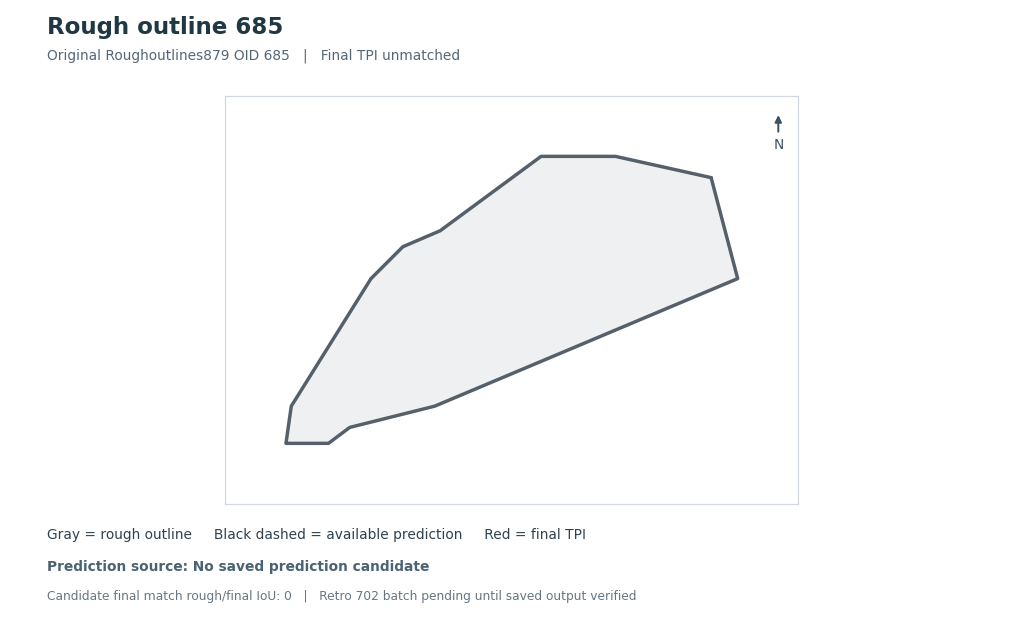 Rough outline 685
Original Roughoutlines879 OID 685   |   Final TPI unmatched
N
Gray = rough outline     Black dashed = available prediction     Red = final TPI
Prediction source: No saved prediction candidate
Candidate final match rough/final IoU: 0   |   Retro 702 batch pending until saved output verified